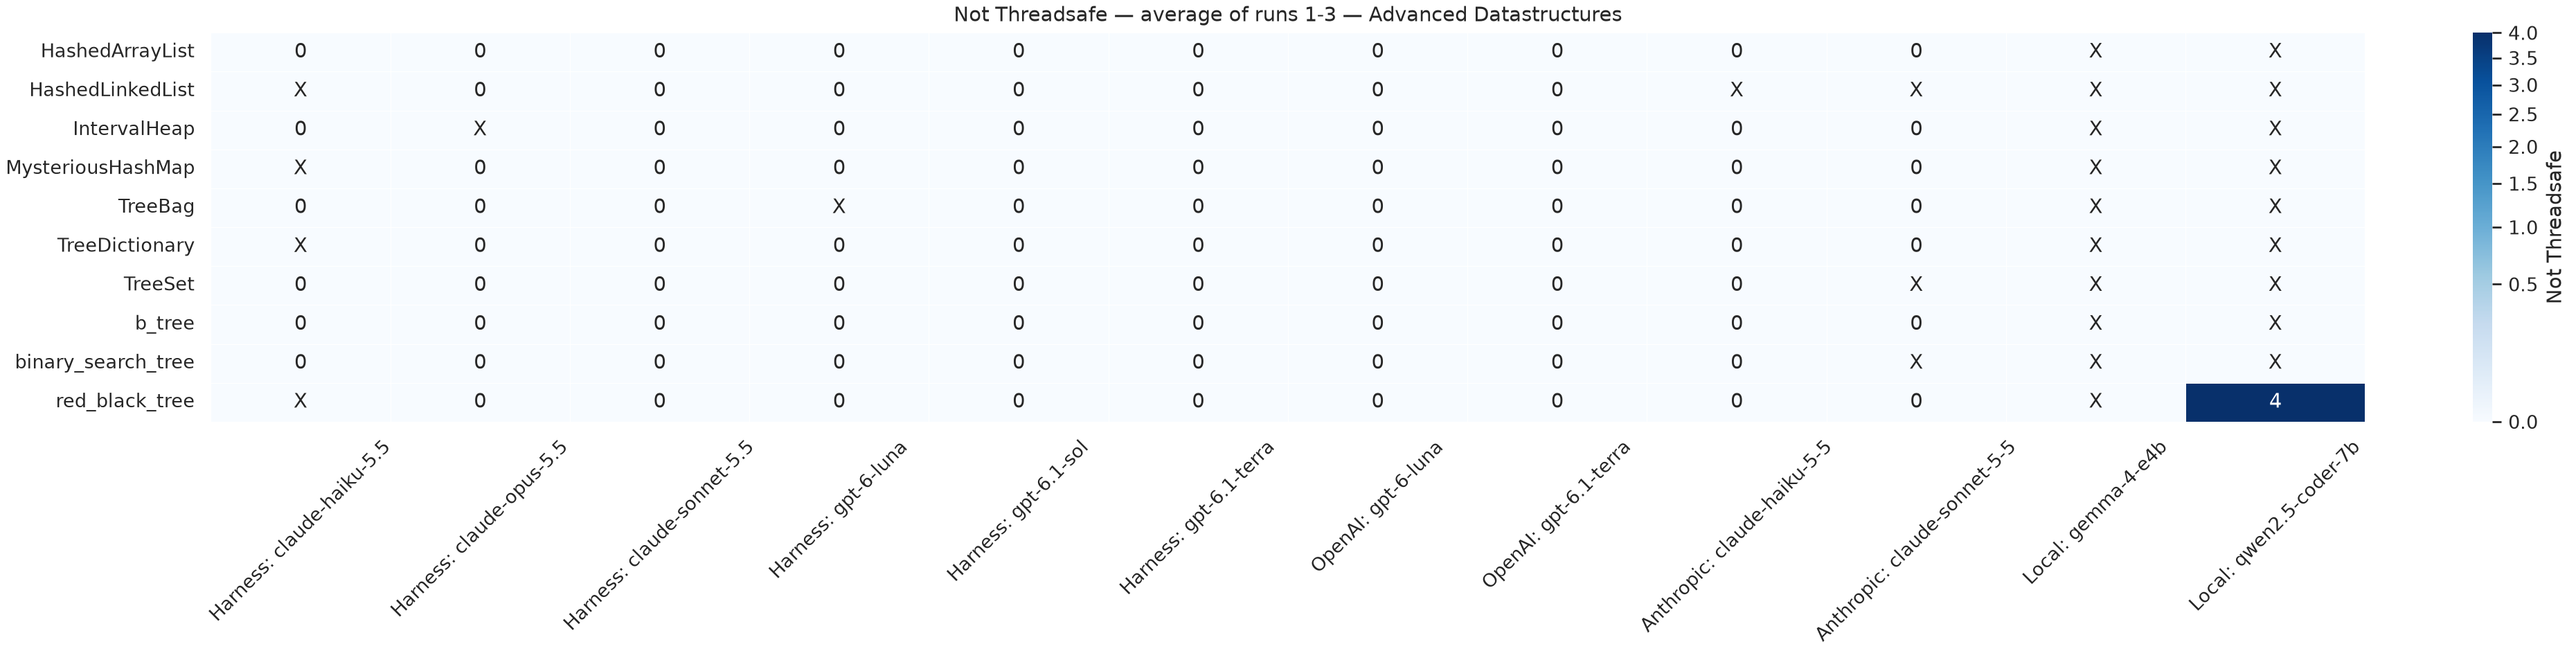 Not Threadsafe — average of runs 1-3 — Advanced Datastructures
HashedArrayList 0 0 0 0 0 0 0 0 0 0 X X
HashedLinkedList X 0 0 0 0 0 0 0 X X X X
IntervalHeap 0 X 0 0 0 0 0 0 0 0 X X
MysteriousHashMap X 0 0 0 0 0 0 0 0 0 X X
TreeBag 0 0 0 X 0 0 0 0 0 0 X X
TreeDictionary X 0 0 0 0 0 0 0 0 0 X X
TreeSet 0 0 0 0 0 0 0 0 0 X X X
b_tree 0 0 0 0 0 0 0 0 0 0 X X
binary_search_tree 0 0 0 0 0 0 0 0 0 X X X
red_black_tree X 0 0 0 0 0 0 0 0 0 X 4
Harness: claude-haiku-5.5
Harness: claude-opus-5.5
Harness: claude-sonnet-5.5
Harness: gpt-6-luna
Harness: gpt-6.1-sol
Harness: gpt-6.1-terra
OpenAI: gpt-6-luna
OpenAI: gpt-6.1-terra
Anthropic: claude-haiku-5-5
Anthropic: claude-sonnet-5-5
Local: gemma-4-e4b
Local: qwen2.5-coder-7b
4.0
3.5
3.0
2.5
2.0
1.5
1.0
0.5
0.0
Not Threadsafe